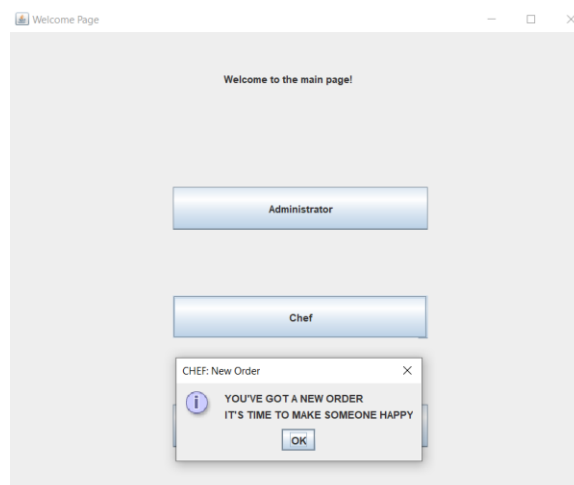 Welcome Page
Welcome to the main page!
Administrator
Chef
CHEF: New Order
YOU'VE GOT A NEW ORDER
IT'S TIME TO MAKE SOMEONE HAPPY
OK